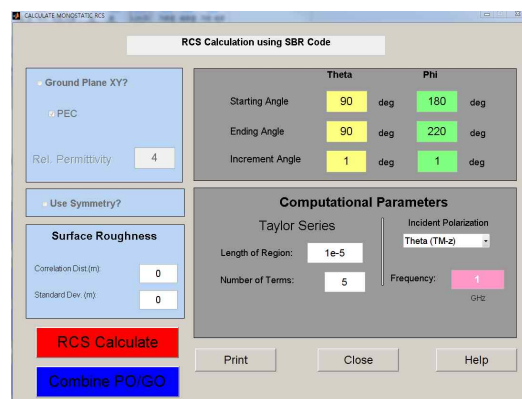 CALCULATE MONOSTATIC RCS
RCS Calculation using SBR Code
Ground Plane XY?
PEC
Rel. Permittivity 4
Use Symmetry?
Surface Roughness
Correlation Dist.(m): 0
Standard Dev. (m): 0
RCS Calculate
Combine PO/GO
Theta Phi
Starting Angle 90 deg 180 deg
Ending Angle 90 deg 220 deg
Increment Angle 1 deg 1 deg
Computational Parameters
Taylor Series
Length of Region: 1e-5
Number of Terms: 5
Incident Polarization
Theta (TM-z)
Frequency: 1
GHz
Print Close Help